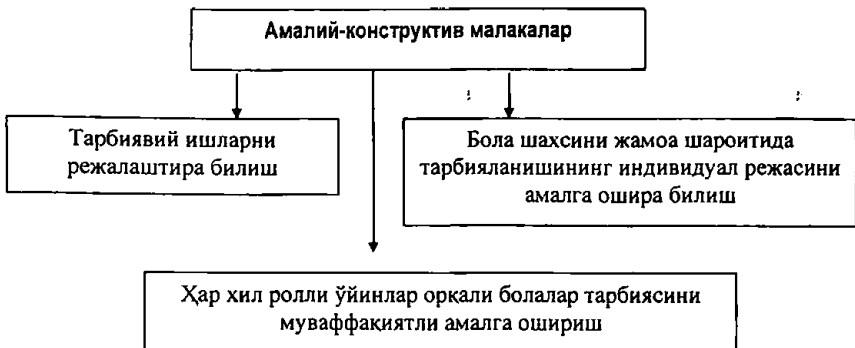 Амалий-конструктив малакалар
Тарбиявий ишларни
режалаштира билиш
Бола шахсини жамоа шароитида
тарбияланишининг индивидуал режасини
амалга ошира билиш
Ҳар хил ролли ўйинлар орқали болалар тарбиясини
муваффақиятли амалга ошириш